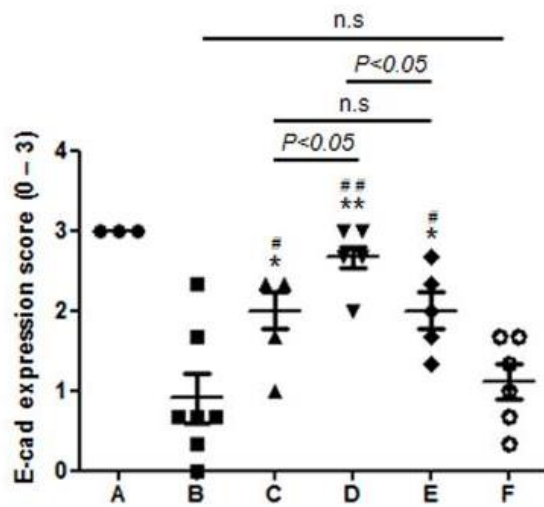 n.s
P<0.05
n.s
P<0.05
E-cad expression score (0 – 3)
4
# #
**
#
*
#
*
3
2
1
0
A B C D E F